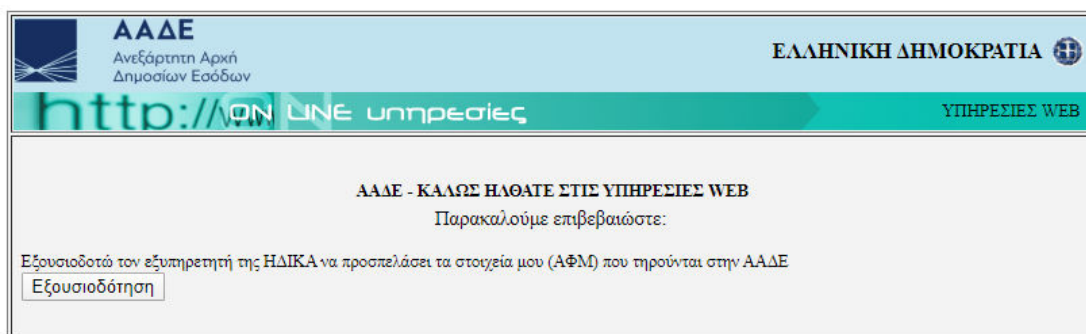 ΑΑΔΕ
Ανεξάρτητη Αρχή
Δημοσίων Εσόδων
ΕΛΛΗΝΙΚΗ ΔΗΜΟΚΡΑΤΙΑ
http://www
ON LINE υπηρεσίες
ΥΠΗΡΕΣΙΕΣ WEB
ΑΑΔΕ - ΚΑΛΩΣ ΗΛΘΑΤΕ ΣΤΙΣ ΥΠΗΡΕΣΙΕΣ WEB
Παρακαλούμε επιβεβαιώστε:
Εξουσιοδοτώ τον εξυπηρετητή της ΗΔΙΚΑ να προσπελάσει τα στοιχεία μου (ΑΦΜ) που τηρούνται στην ΑΑΔΕ
Εξουσιοδότηση